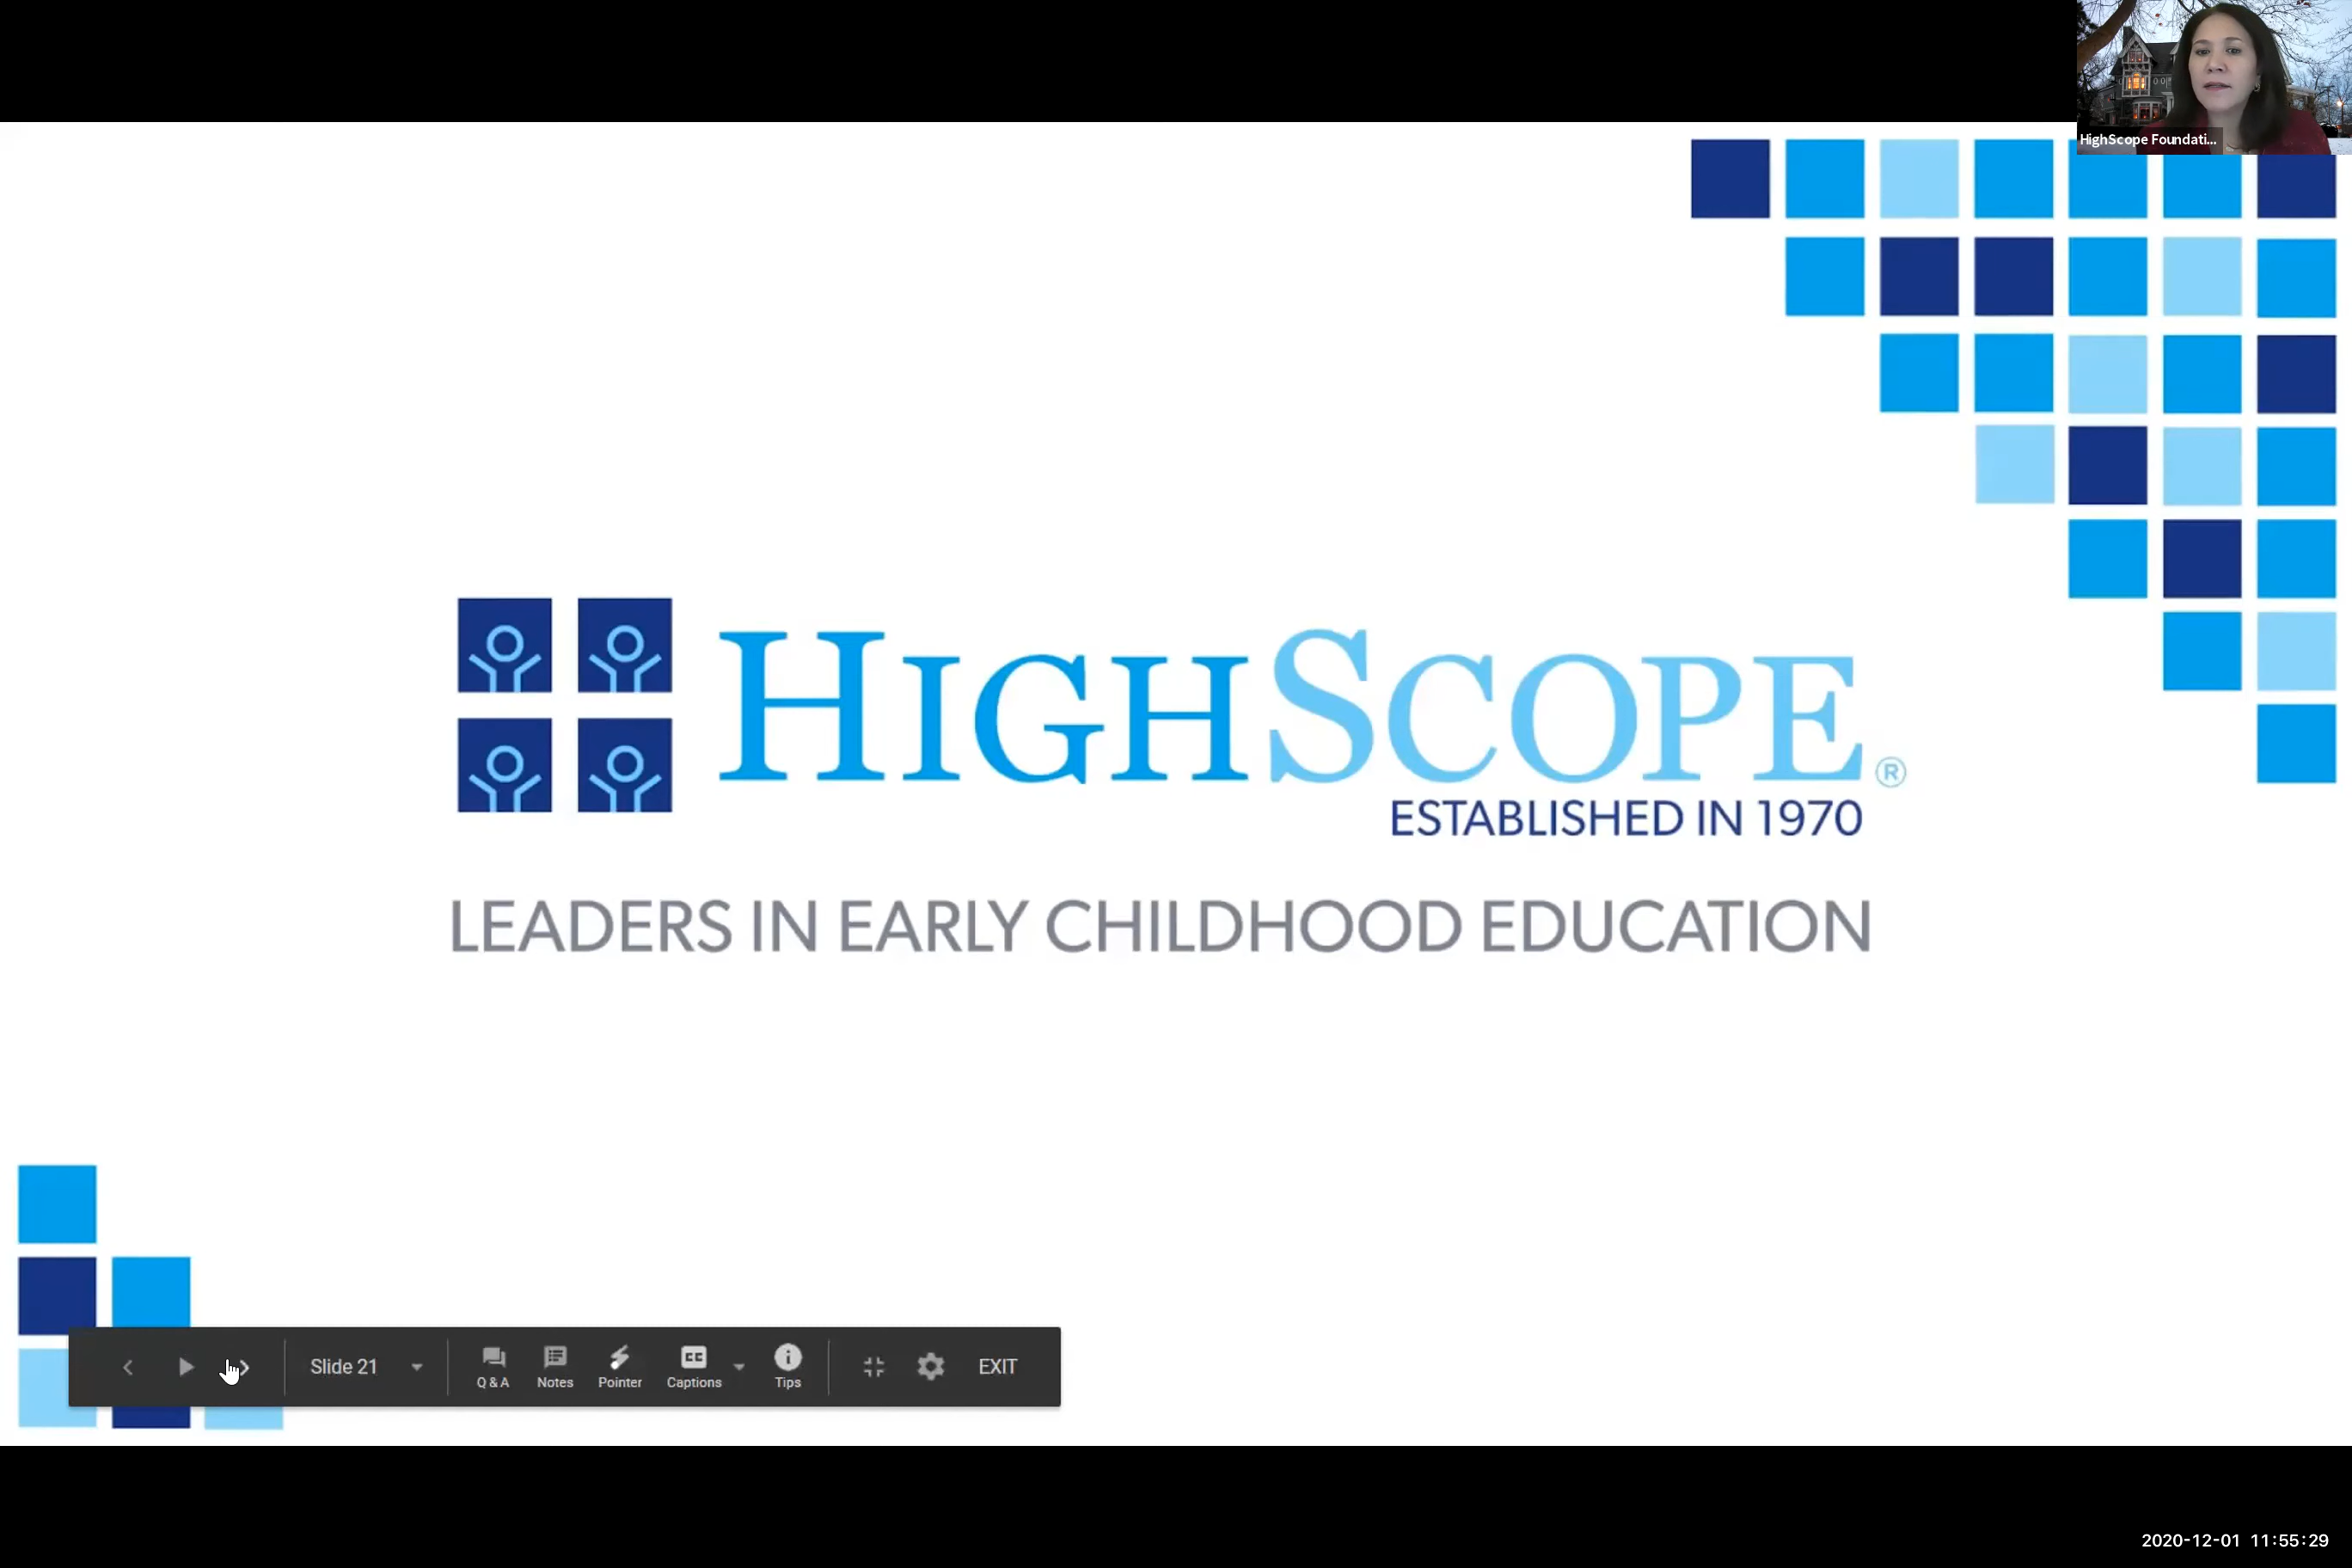 HighScope Foundati...
HIGHSCOPE®
ESTABLISHED IN 1970
LEADERS IN EARLY CHILDHOOD EDUCATION
Slide 21
Q & A
Notes
Pointer
CC
Captions
Tips
EXIT
2020-12-01 11:55:29